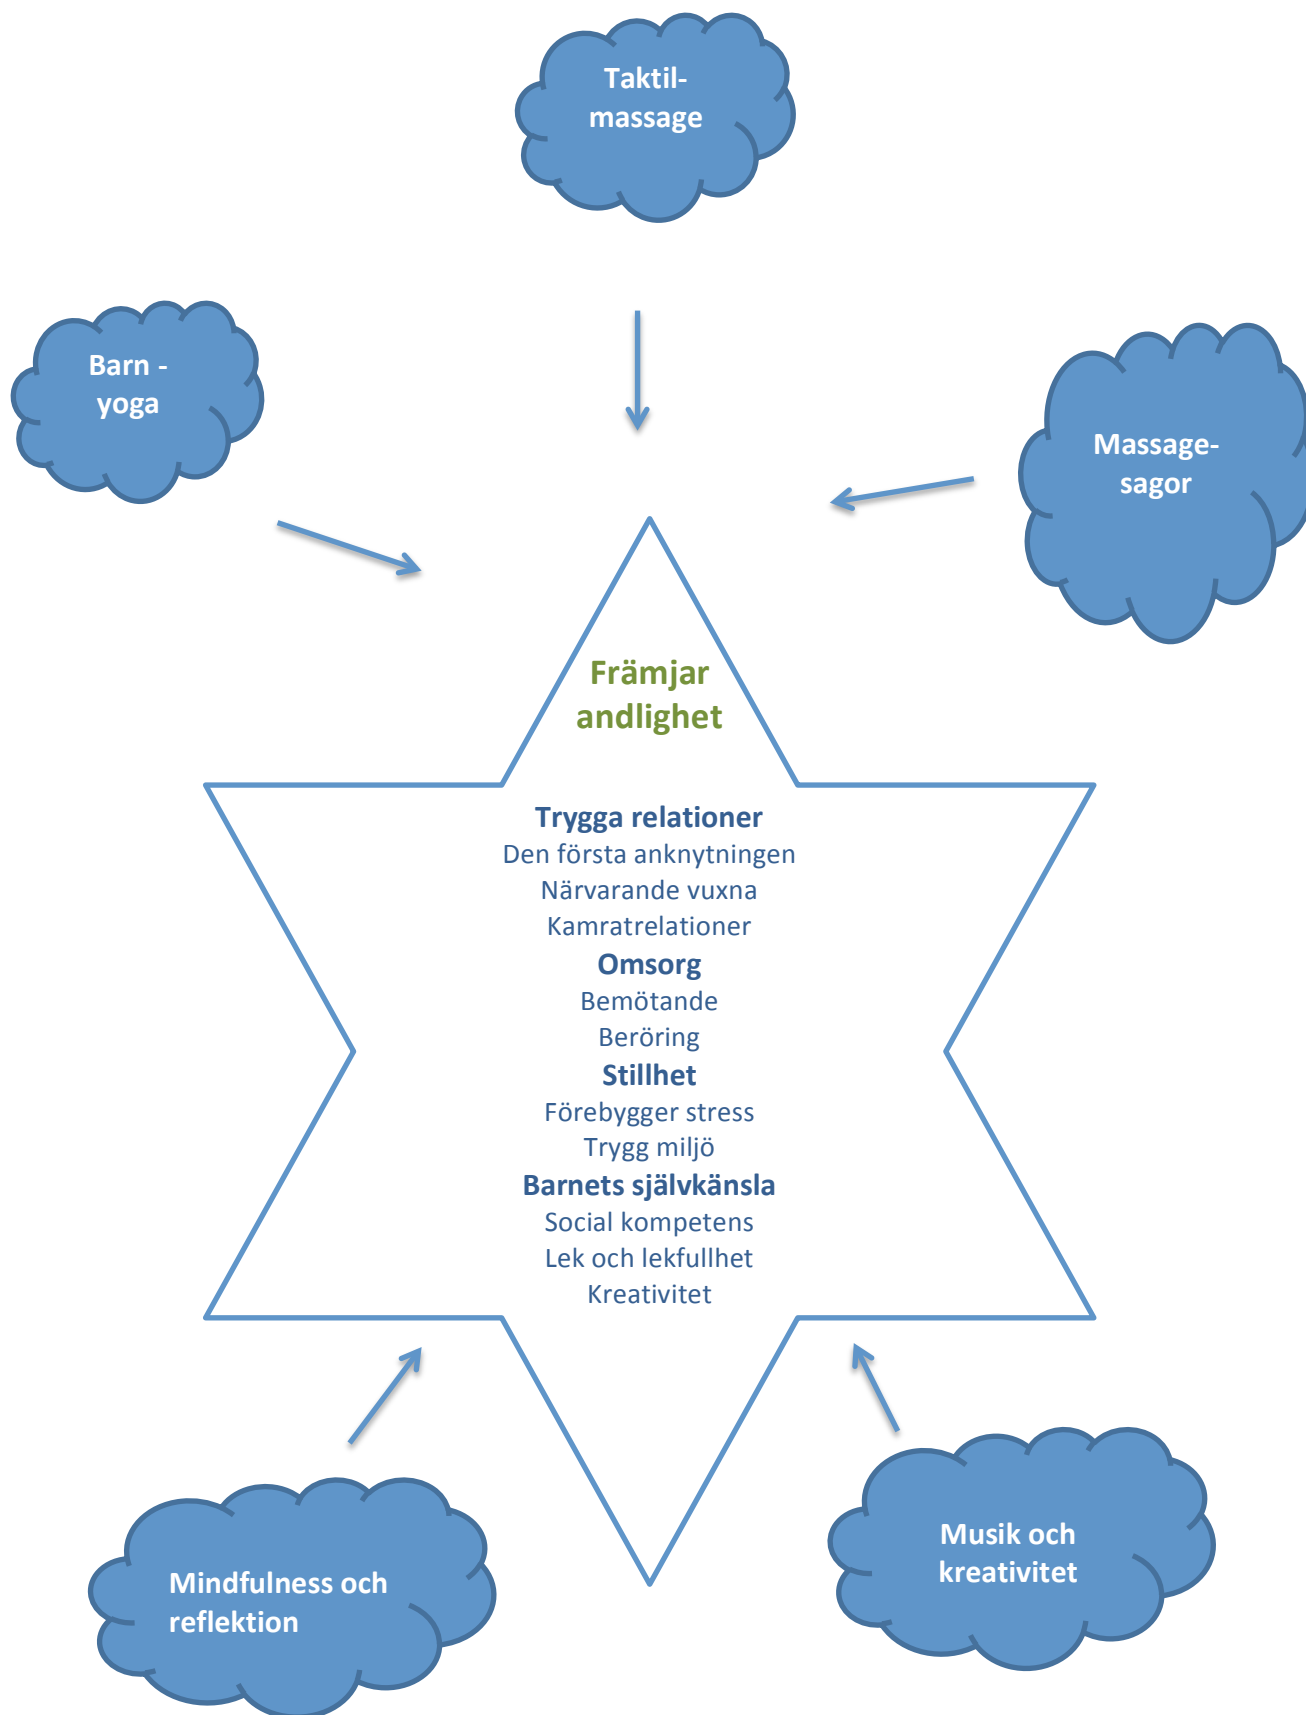 Taktil-
massage
Barn -
yoga
Massage-
sagor
Främjar
andlighet
Trygga relationer
Den första anknytningen
Närvarande vuxna
Kamratrelationer
Omsorg
Bemötande
Beröring
Stillhet
Förebygger stress
Trygg miljö
Barnets självkänsla
Social kompetens
Lek och lekfullhet
Kreativitet
Mindfulness och
reflektion
Musik och
kreativitet